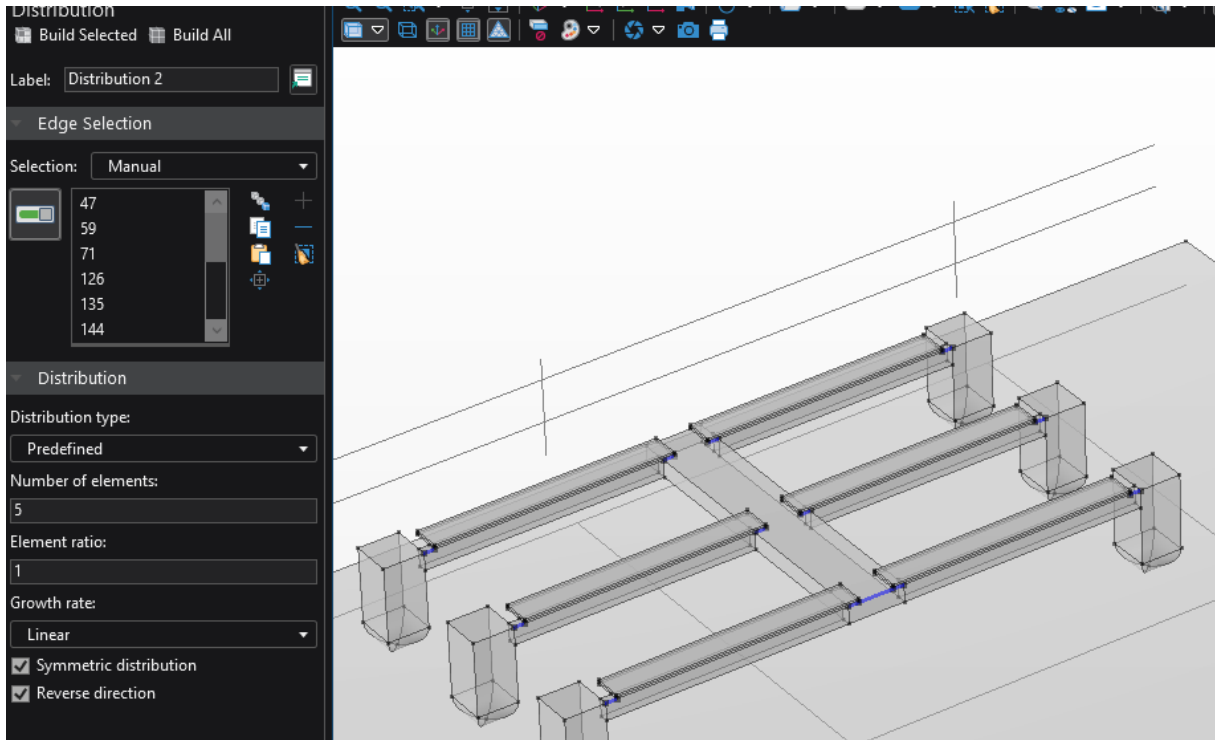 Distribution
Build Selected Build All
Label: Distribution 2
Edge Selection
Selection: Manual
47
59
71
126
135
144
Distribution
Distribution type:
Predefined
Number of elements:
5
Element ratio:
1
Growth rate:
Linear
Symmetric distribution
Reverse direction